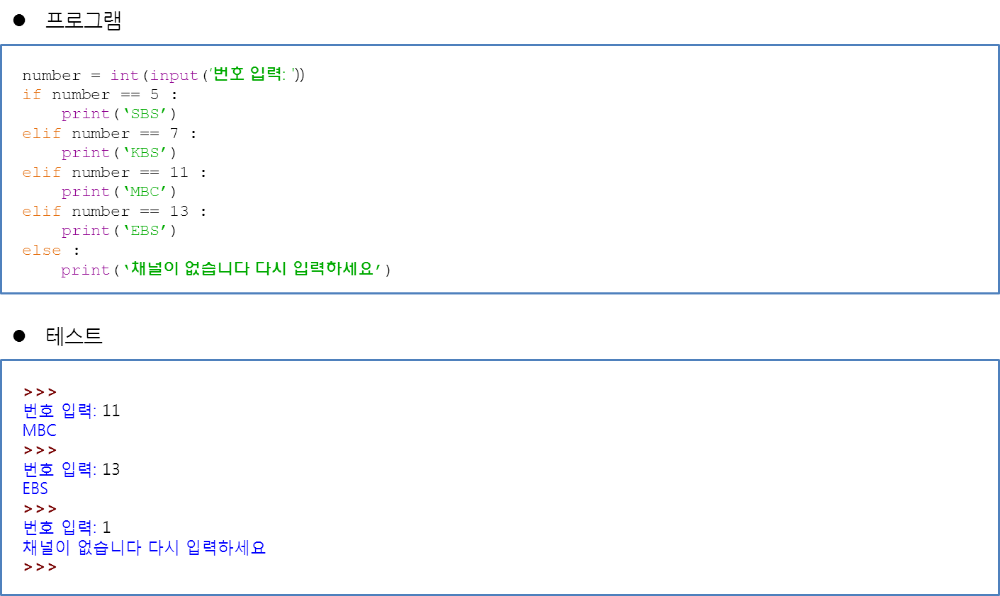 ● 프로그램
number = int(input(‘번호 입력: '))
if number == 5 :
    print(‘SBS’)
elif number == 7 :
    print(‘KBS’)
elif number == 11 :
    print(‘MBC’)
elif number == 13 :
    print(‘EBS’)
else :
    print(‘채널이 없습니다 다시 입력하세요’)
● 테스트
>>>
번호 입력: 11
MBC
>>>
번호 입력: 13
EBS
>>>
번호 입력: 1
채널이 없습니다 다시 입력하세요
>>>